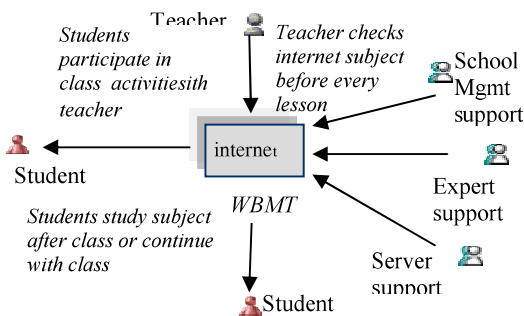 Teacher
Students
participate in
class activitiesith
teacher
Teacher checks
internet subject
before every
lesson
School
Mgmt
support
internet
Student
Expert
support
WBMT
Students study subject
after class or continue
with class
Server
support
Student